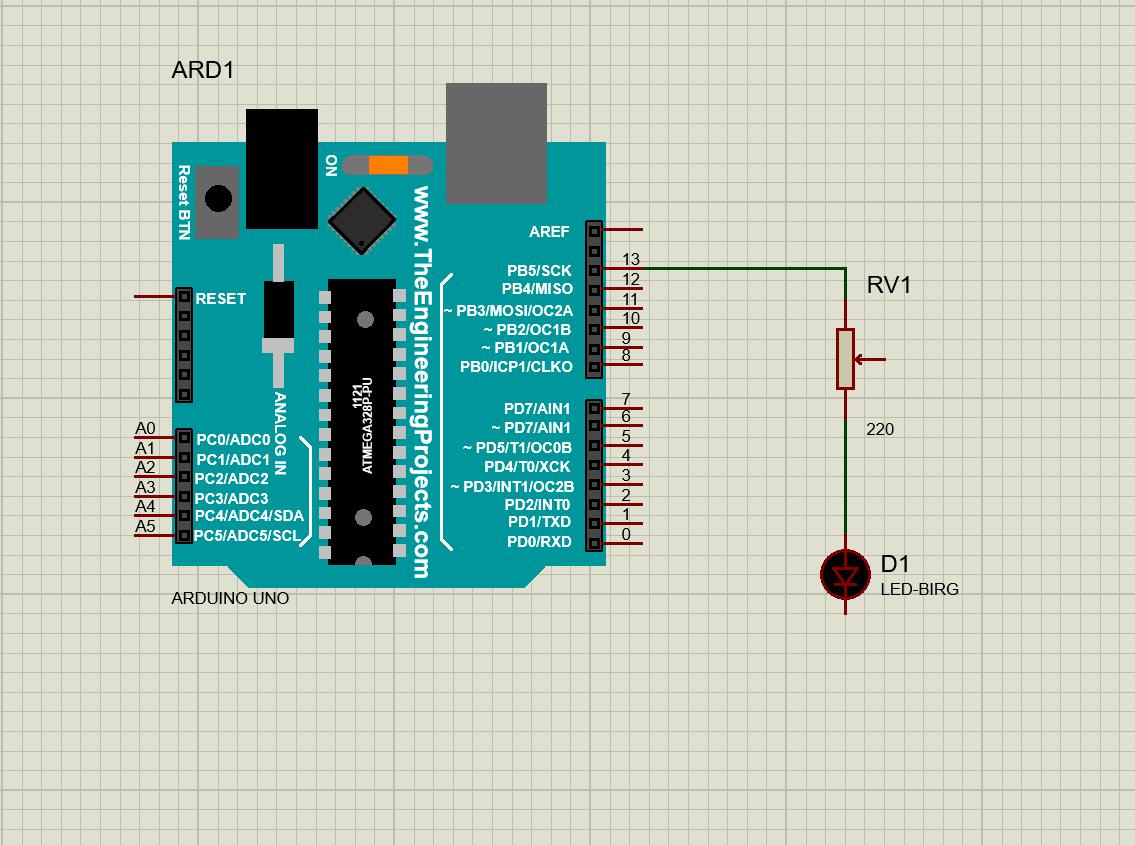 ARD1
ON
Reset BTN
www.TheEngineeringProjects.com
RESET
ANALOG IN
1121
ATMEGA328P-PU
A0
PC0/ADC0
A1
PC1/ADC1
A2
PC2/ADC2
A3
PC3/ADC3
A4
PC4/ADC4/SDA
A5
PC5/ADC5/SCL
AREF
PB5/SCK 13
PB4/MISO 12
~ PB3/MOSI/OC2A 11
~ PB2/OC1B 10
~ PB1/OC1A 9
PB0/ICP1/CLKO 8
PD7/AIN1 7
~ PD7/AIN1 6
~ PD5/T1/OC0B 5
PD4/T0/XCK 4
~ PD3/INT1/OC2B 3
PD2/INT0 2
PD1/TXD 1
PD0/RXD 0
ARDUINO UNO
RV1
220
D1
LED-BIRG